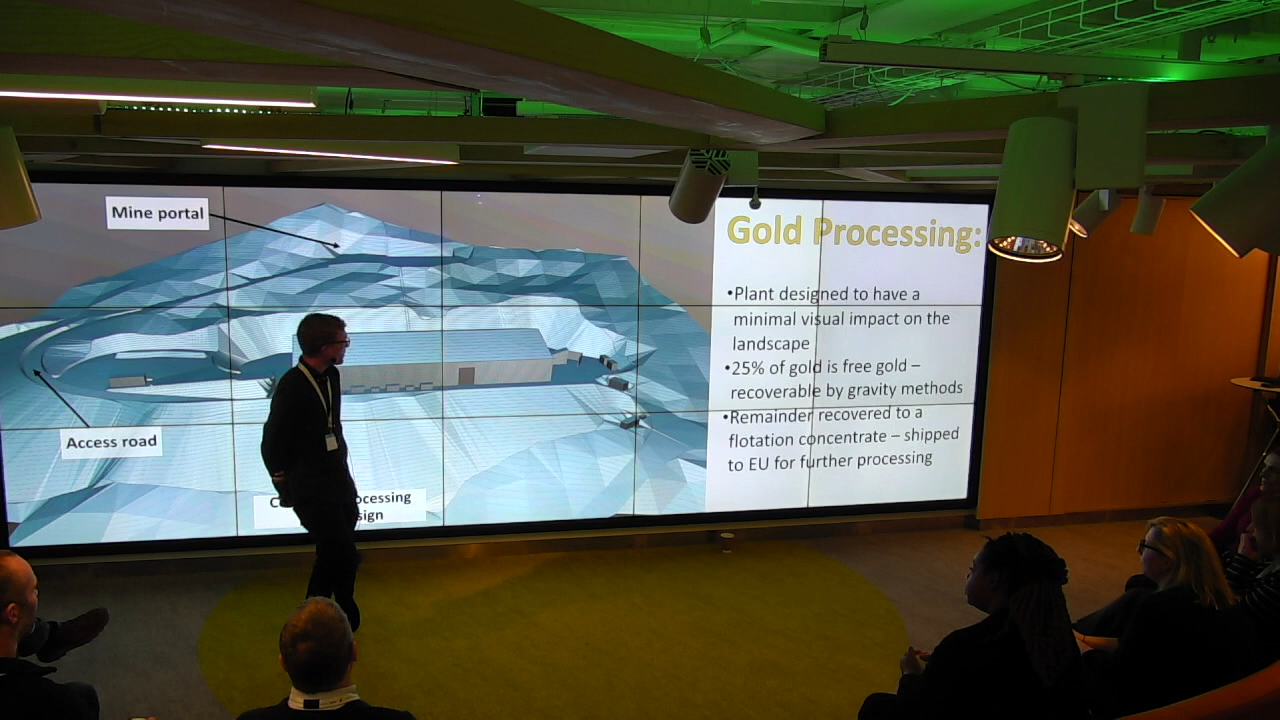 Mine portal
Gold Processing:
•Plant designed to have a
minimal visual impact on the
landscape
•25% of gold is free gold –
recoverable by gravity methods
•Remainder recovered to a
flotation concentrate – shipped
to EU for further processing
Access road